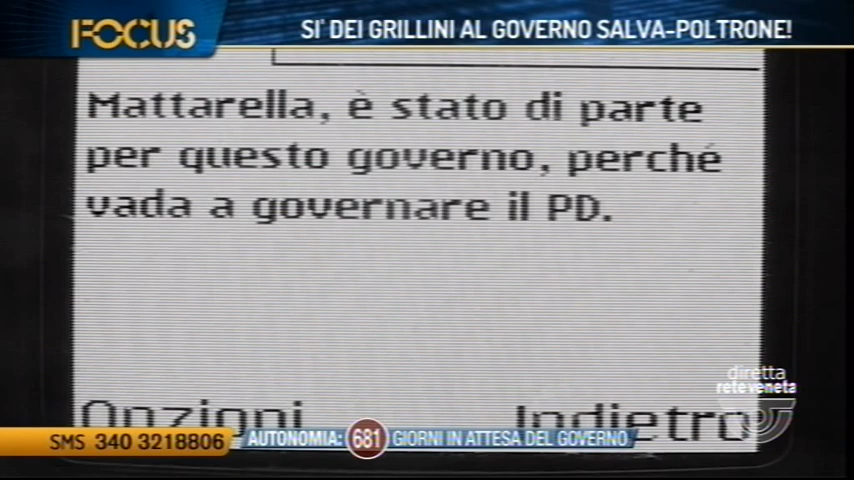 FOCUS
SI' DEI GRILLINI AL GOVERNO SALVA-POLTRONE!
Mattarella, è stato di parte
per questo governo, perché
vada a governare il PD.
diretta
reteveneta
Opzioni
Indietro
SMS 340 3218806
AUTONOMIA: 681 GIORNI IN ATTESA DEL GOVERNO